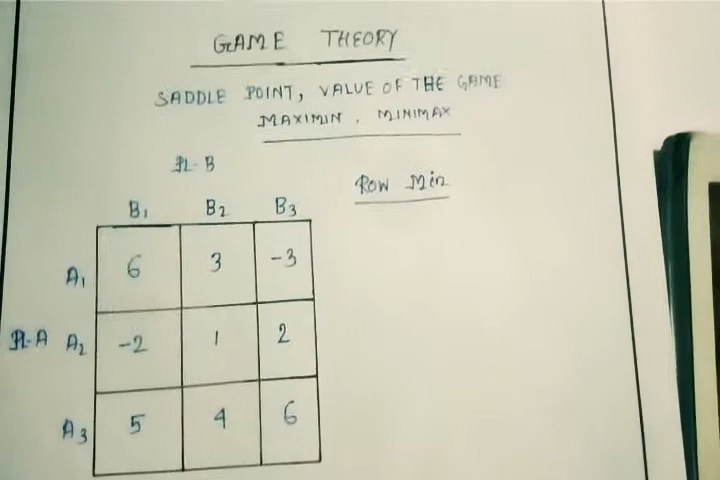 GAME THEORY
SADDLE POINT, VALUE OF THE GAME
MAXIMIN, MINIMAX
Pl-B
Row Min
B1 B2 B3
A1 6 3 -3
Pl-A A2 -2 1 2
A3 5 4 6